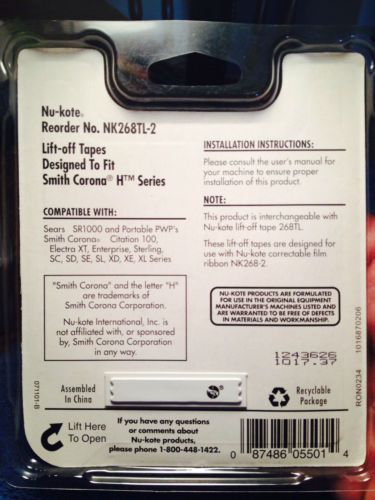 Nu-kote®
Reorder No. NK268TL-2
Lift-off Tapes
Designed To Fit
Smith Corona® H™ Series
COMPATIBLE WITH:
Sears SR1000 and Portable PWP's
Smith Corona® Citation 100,
Electra XT, Enterprise, Sterling,
SC, SD, SE, SL, XD, XE, XL Series
"Smith Corona" and the letter "H"
are trademarks of
Smith Corona Corporation.
Nu-kote International, Inc. is
not affiliated with, or sponsored
by, Smith Corona Corporation
in any way.
INSTALLATION INSTRUCTIONS:
Please consult the user's manual for
your machine to ensure proper
installation of this product.
NOTE:
This product is interchangeable with
Nu-kote lift-off tape 268TL.
These lift-off tapes are designed for
use with Nu-kote correctable film
ribbon NK268-2.
NU-KOTE PRODUCTS ARE FORMULATED
FOR USE IN THE ORIGINAL EQUIPMENT
MANUFACTURER'S MACHINES LISTED AND
ARE WARRANTED TO BE FREE OF DEFECTS
IN MATERIALS AND WORKMANSHIP.
1243626
1017.37
RON0234 1016870206
071101-B
Assembled
In China
Recyclable
Package
Lift Here
To Open
If you have any questions
or comments about
Nu-kote products,
please phone 1-800-448-1422.
0 87486 05501 4